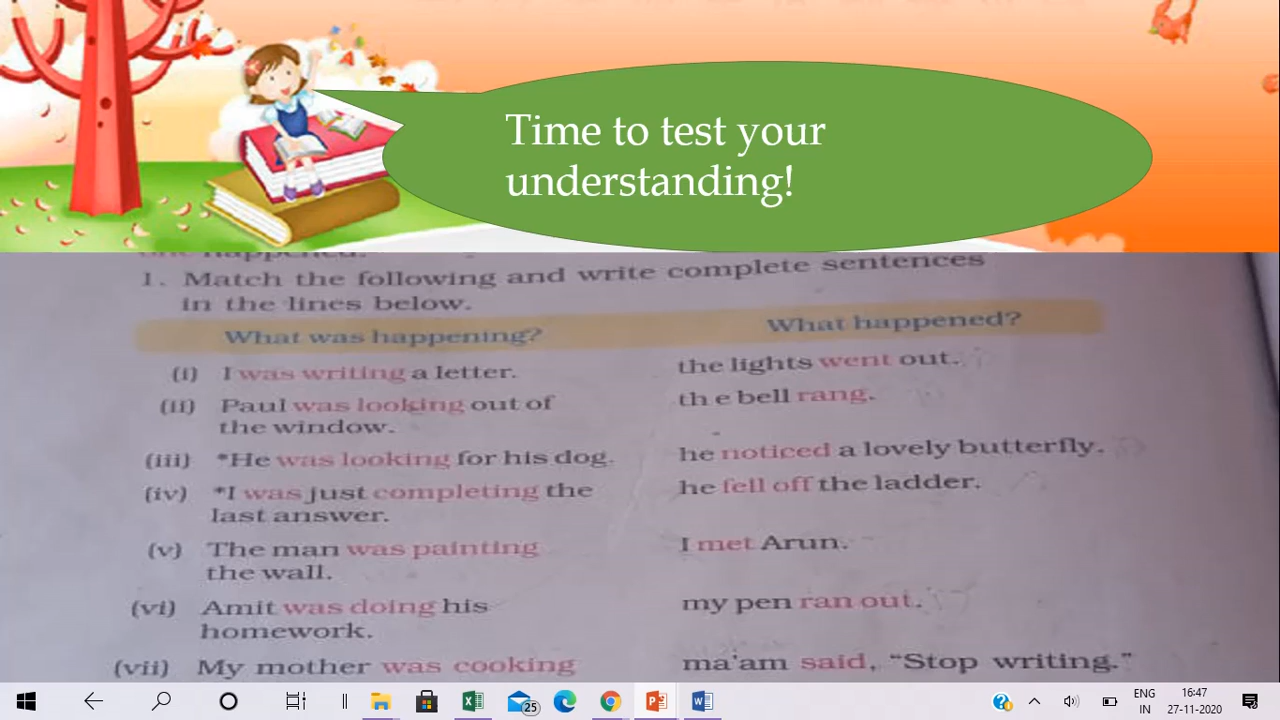 Time to test your
understanding!
one happened.
1. Match the following and write complete sentences
in the lines below.
What was happening? What happened?
(i) I was writing a letter. the lights went out.
(ii) Paul was looking out of the window. th e bell rang.
(iii) *He was looking for his dog. he noticed a lovely butterfly.
(iv) *I was just completing the last answer. he fell off the ladder.
(v) The man was painting the wall. I met Arun.
(vi) Amit was doing his homework. my pen ran out.
(vii) My mother was cooking ma'am said, “Stop writing.”
25
ENG
IN
16:47
27-11-2020